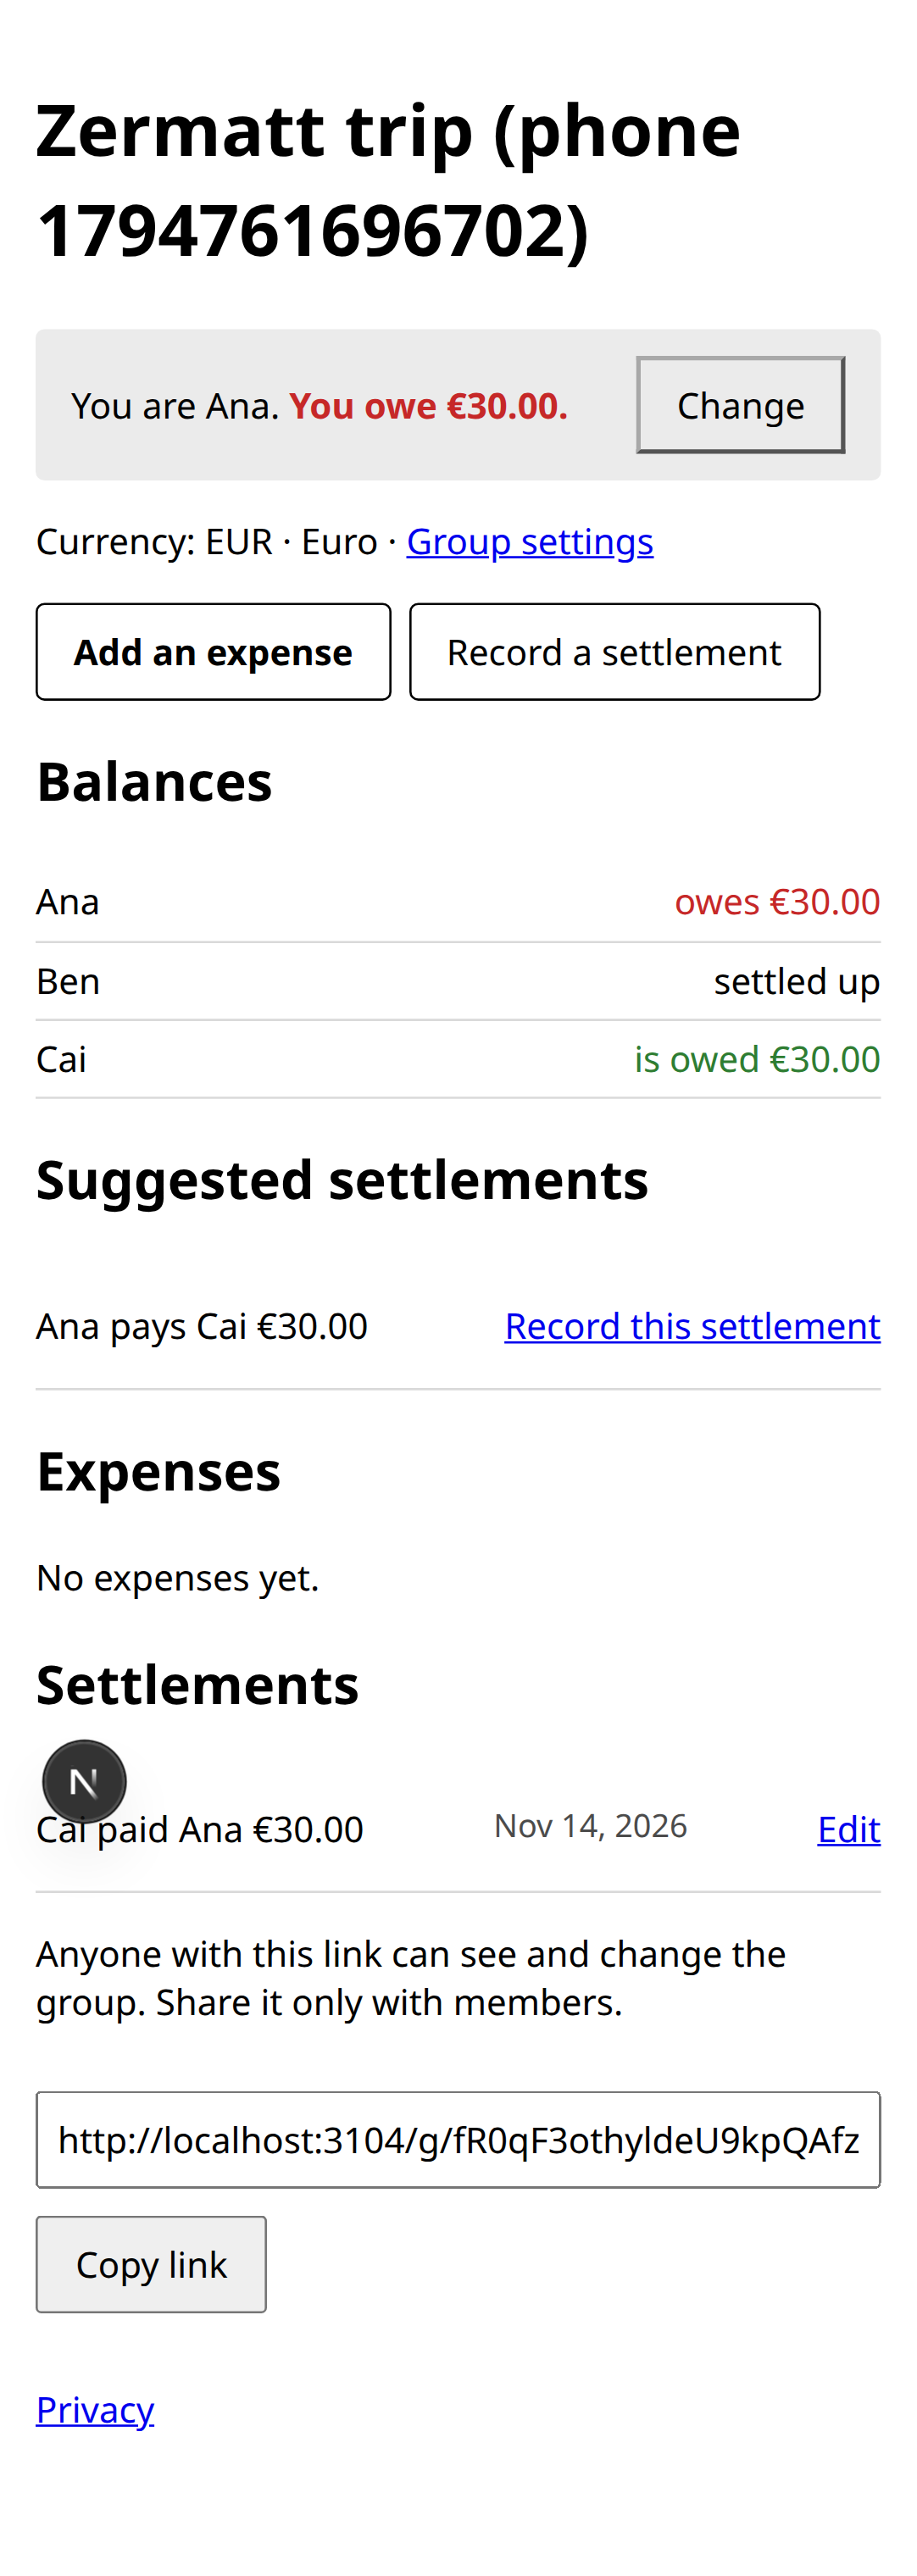 Zermatt trip (phone
1794761696702)
You are Ana. You owe €30.00.
Change
Currency: EUR · Euro · Group settings
Add an expense
Record a settlement
Balances
Ana owes €30.00
Ben settled up
Cai is owed €30.00
Suggested settlements
Ana pays Cai €30.00 Record this settlement
Expenses
No expenses yet.
Settlements
N
Cai paid Ana €30.00 Nov 14, 2026 Edit
Anyone with this link can see and change the
group. Share it only with members.
http://localhost:3104/g/fR0qF3othyldeU9kpQAfz
Copy link
Privacy